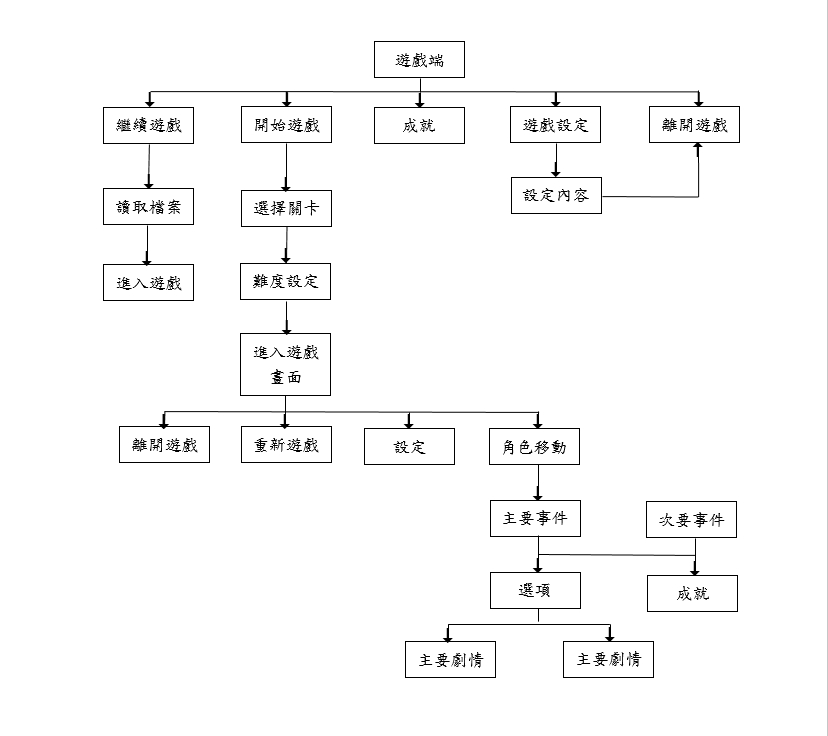 遊戲端
繼續遊戲
開始遊戲
成就
遊戲設定
離開遊戲
設定內容
讀取檔案
選擇關卡
進入遊戲
難度設定
進入遊戲
畫面
離開遊戲
重新遊戲
設定
角色移動
主要事件
次要事件
選項
成就
主要劇情
主要劇情